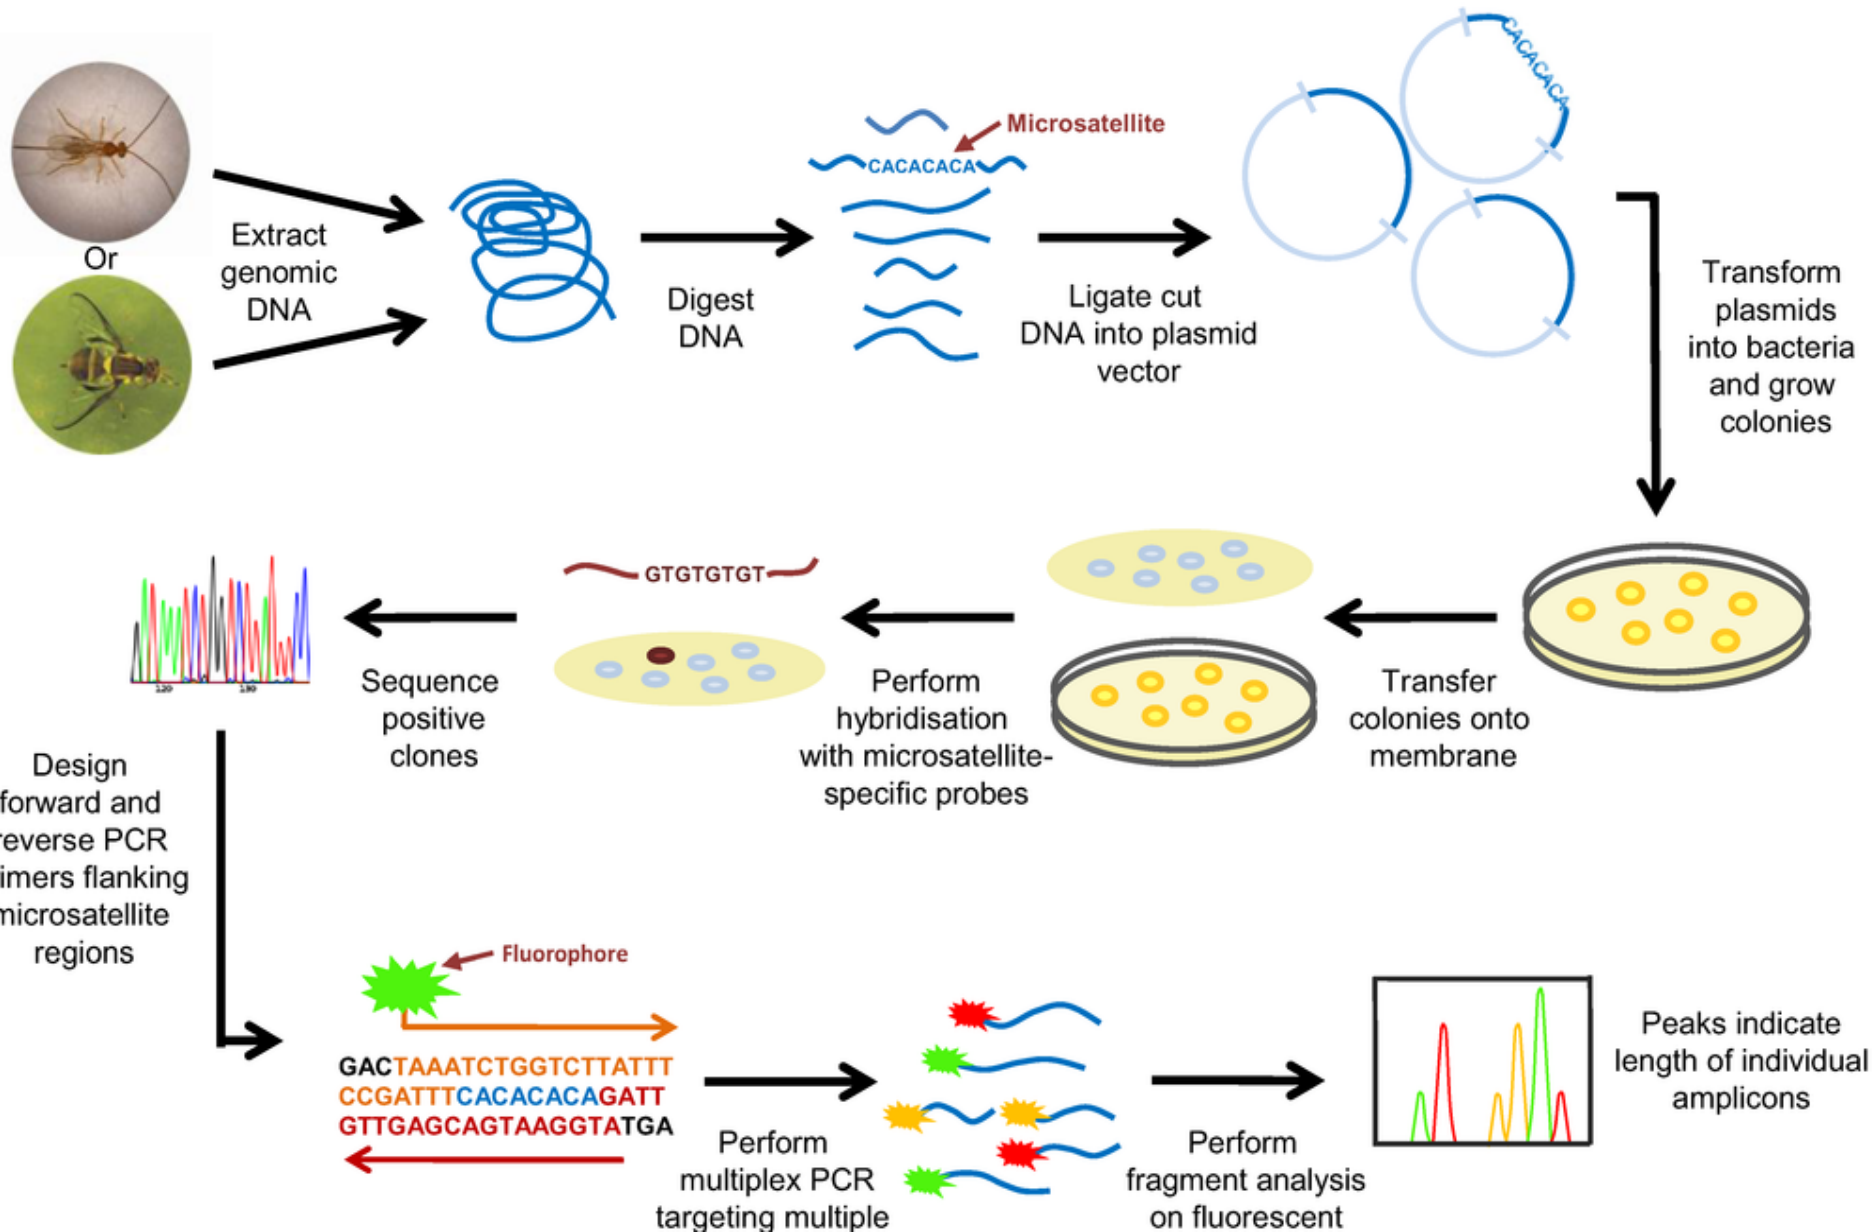 Or
Extract
genomic
DNA
Digest
DNA
Microsatellite
CACACACA
Ligate cut
DNA into plasmid
vector
CACACACA
Transform
plasmids
into bacteria
and grow
colonies
Transfer
colonies onto
membrane
Perform
hybridisation
with microsatellite-
specific probes
GTGTGTGT
Sequence
positive
clones
120
130
Design
forward and
reverse PCR
imers flanking
microsatellite
regions
Fluorophore
GACTAAATCTGGTCTTATTT
CCGATTTCACACACAGATT
GTTGAGCAGTAAGGTATGA
Perform
multiplex PCR
targeting multiple
Perform
fragment analysis
on fluorescent
Peaks indicate
length of individual
amplicons